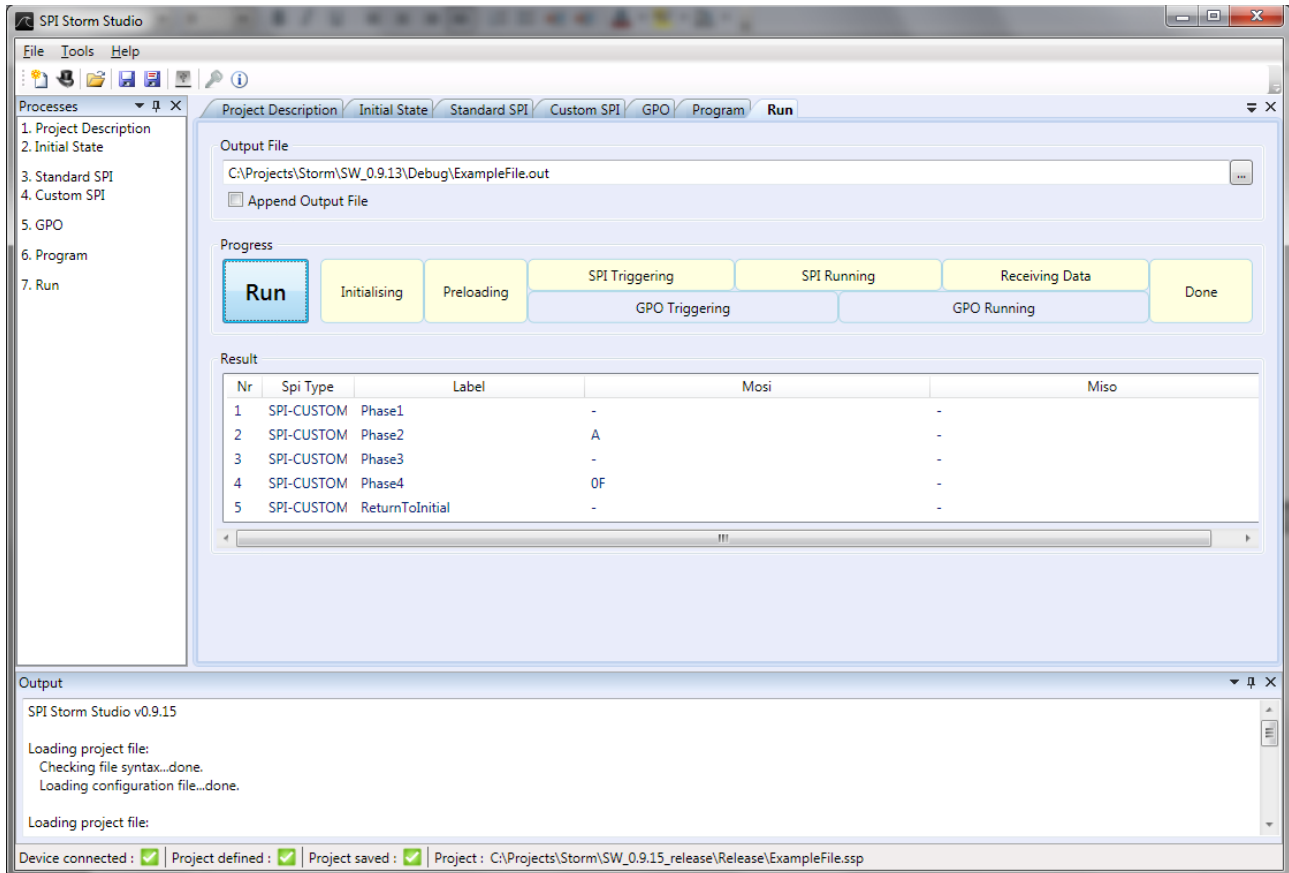 SPI Storm Studio
File Tools Help
Processes
1. Project Description
2. Initial State
3. Standard SPI
4. Custom SPI
5. GPO
6. Program
7. Run
Project Description Initial State Standard SPI Custom SPI GPO Program Run
Output File
C:\Projects\Storm\SW_0.9.13\Debug\ExampleFile.out ...
Append Output File
Progress
Run Initialising Preloading SPI Triggering SPI Running Receiving Data Done
GPO Triggering GPO Running
Result
Nr Spi Type Label Mosi Miso
1 SPI-CUSTOM Phase1 - -
2 SPI-CUSTOM Phase2 A -
3 SPI-CUSTOM Phase3 - -
4 SPI-CUSTOM Phase4 0F -
5 SPI-CUSTOM ReturnToInitial - -
Output
SPI Storm Studio v0.9.15
Loading project file:
Checking file syntax...done.
Loading configuration file...done.
Loading project file:
Device connected : Project defined : Project saved : Project : C:\Projects\Storm\SW_0.9.15_release\Release\ExampleFile.ssp